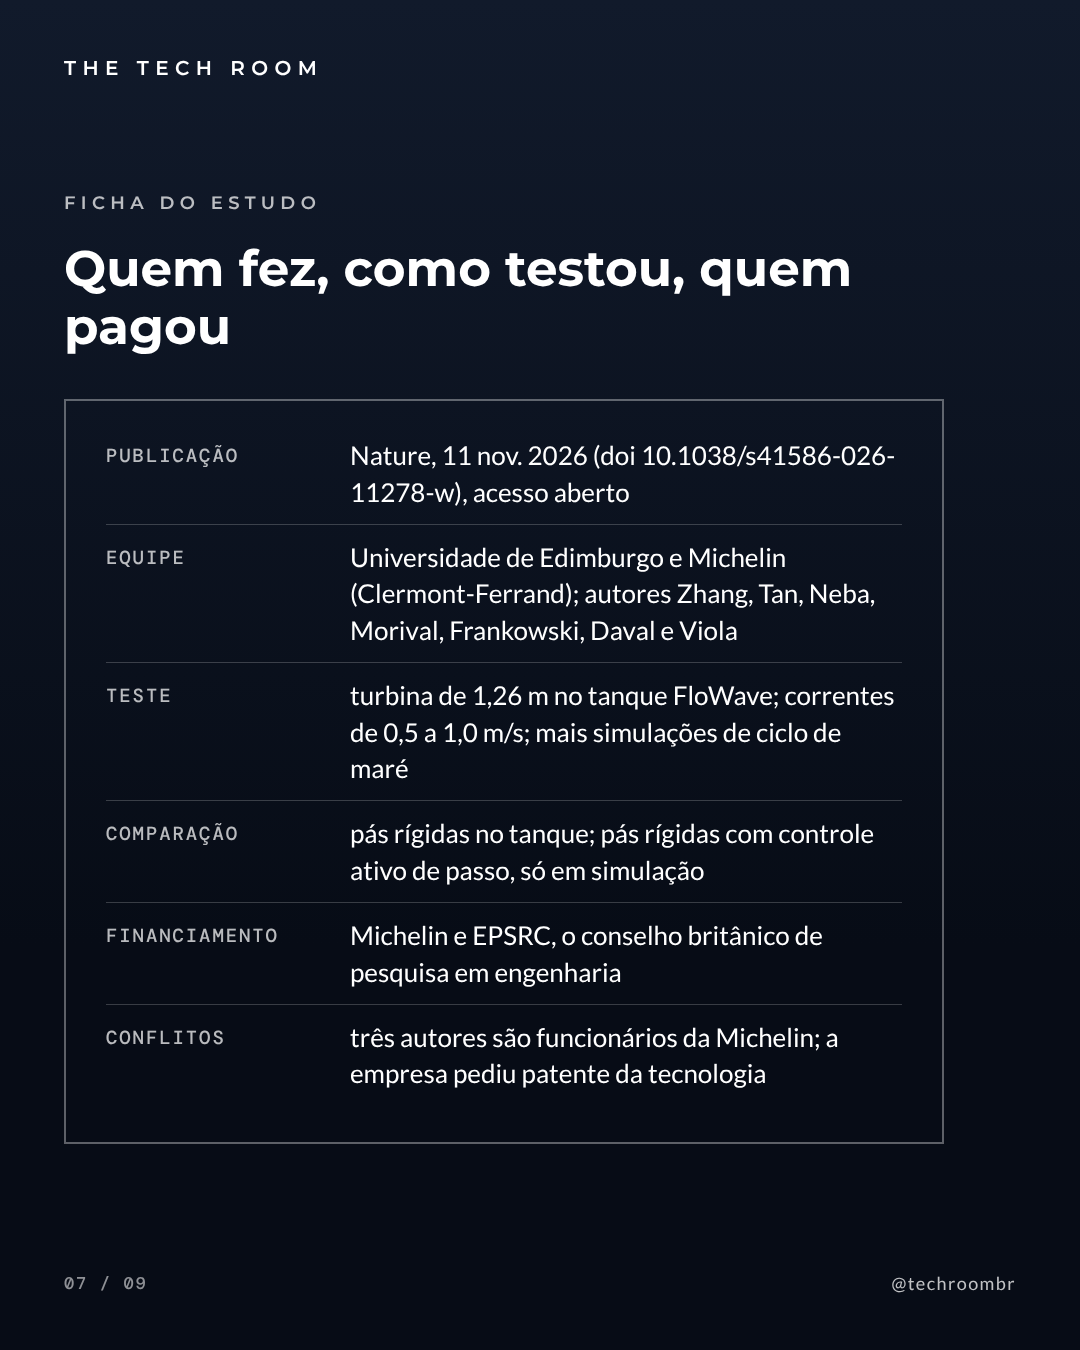 THE TECH ROOM
FICHA DO ESTUDO
Quem fez, como testou, quem
pagou
PUBLICAÇÃO
Nature, 11 nov. 2026 (doi 10.1038/s41586-026-
11278-w), acesso aberto
EQUIPE
Universidade de Edimburgo e Michelin
(Clermont-Ferrand); autores Zhang, Tan, Neba,
Morival, Frankowski, Daval e Viola
TESTE
turbina de 1,26 m no tanque FloWave; correntes
de 0,5 a 1,0 m/s; mais simulações de ciclo de
maré
COMPARAÇÃO
pás rígidas no tanque; pás rígidas com controle
ativo de passo, só em simulação
FINANCIAMENTO
Michelin e EPSRC, o conselho britânico de
pesquisa em engenharia
CONFLITOS
três autores são funcionários da Michelin; a
empresa pediu patente da tecnologia
07 / 09
@techroombr